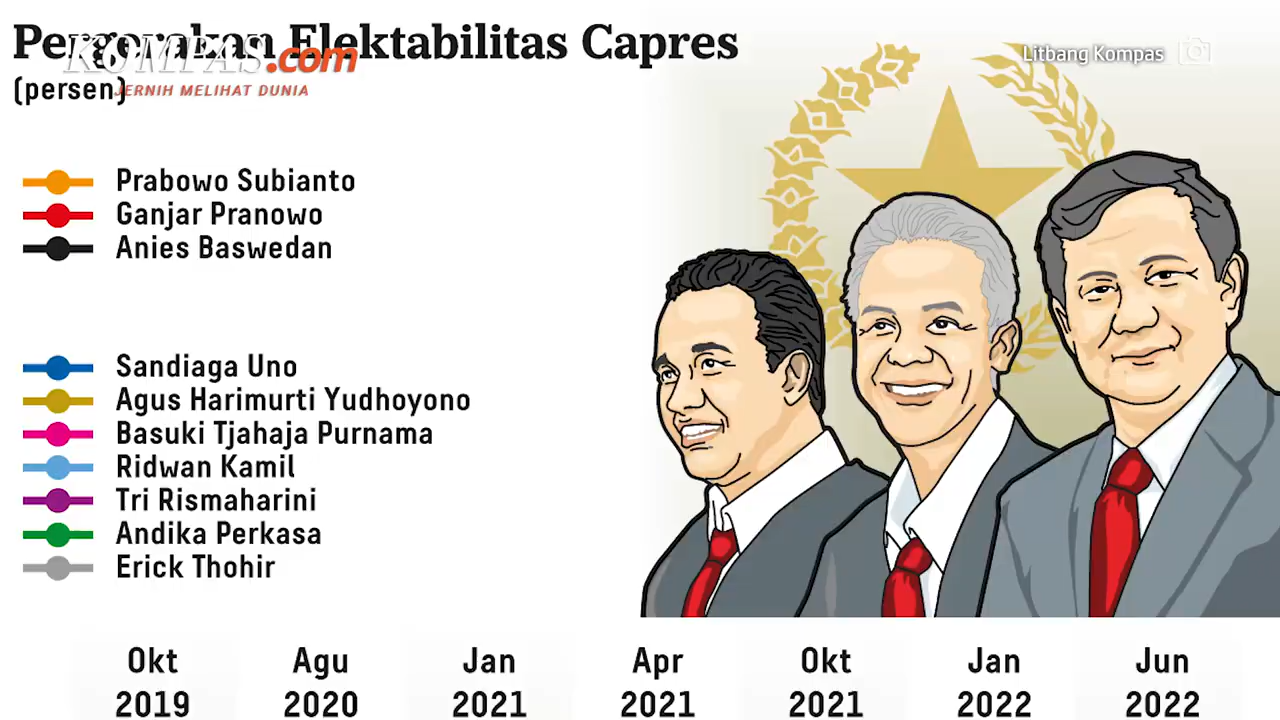 Pergerakan Elektabilitas Capres
KOMPAS.com
Litbang Kompas
(persen)
JERNIH MELIHAT DUNIA
Prabowo Subianto
Ganjar Pranowo
Anies Baswedan
Sandiaga Uno
Agus Harimurti Yudhoyono
Basuki Tjahaja Purnama
Ridwan Kamil
Tri Rismaharini
Andika Perkasa
Erick Thohir
Okt 2019
Agu 2020
Jan 2021
Apr 2021
Okt 2021
Jan 2022
Jun 2022